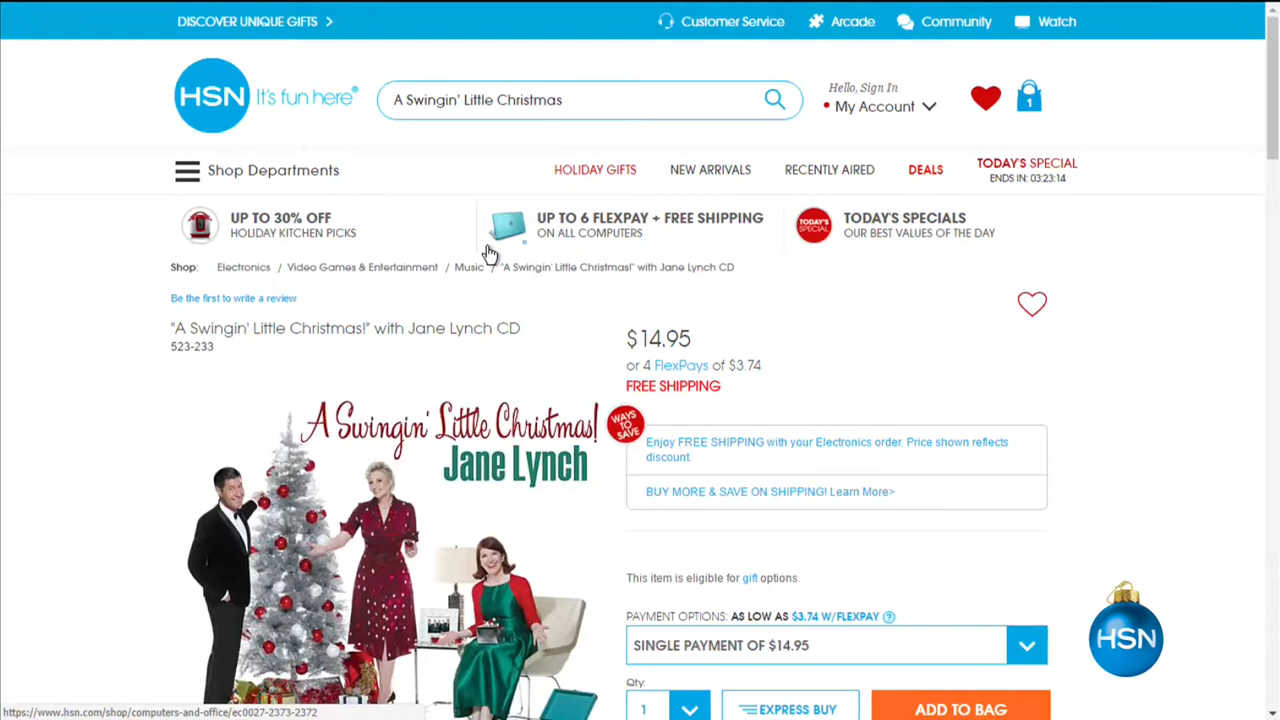 DISCOVER UNIQUE GIFTS >
Customer Service
Arcade
Community
Watch
HSN It's fun here®
A Swingin' Little Christmas
Hello, Sign In
My Account
1
Shop Departments
HOLIDAY GIFTS
NEW ARRIVALS
RECENTLY AIRED
DEALS
TODAY'S SPECIAL
ENDS IN: 03:23:14
UP TO 30% OFF
HOLIDAY KITCHEN PICKS
UP TO 6 FLEXPAY + FREE SHIPPING
ON ALL COMPUTERS
TODAY'S
SPECIAL
TODAY'S SPECIALS
OUR BEST VALUES OF THE DAY
Shop: Electronics / Video Games & Entertainment / Music / "A Swingin' Little Christmas!" with Jane Lynch CD
Be the first to write a review
"A Swingin' Little Christmas!" with Jane Lynch CD
523-233
$14.95
or 4 FlexPays of $3.74
FREE SHIPPING
A Swingin' Little Christmas!
Jane Lynch
WAYS
TO
SAVE
Enjoy FREE SHIPPING with your Electronics order. Price shown reflects
discount.
BUY MORE & SAVE ON SHIPPING! Learn More>
This item is eligible for gift options.
PAYMENT OPTIONS: AS LOW AS $3.74 W/FLEXPAY ?
SINGLE PAYMENT OF $14.95
HSN
Qty:
1
EXPRESS BUY
ADD TO BAG
https://www.hsn.com/shop/computers-and-office/ec0027-2373-2372